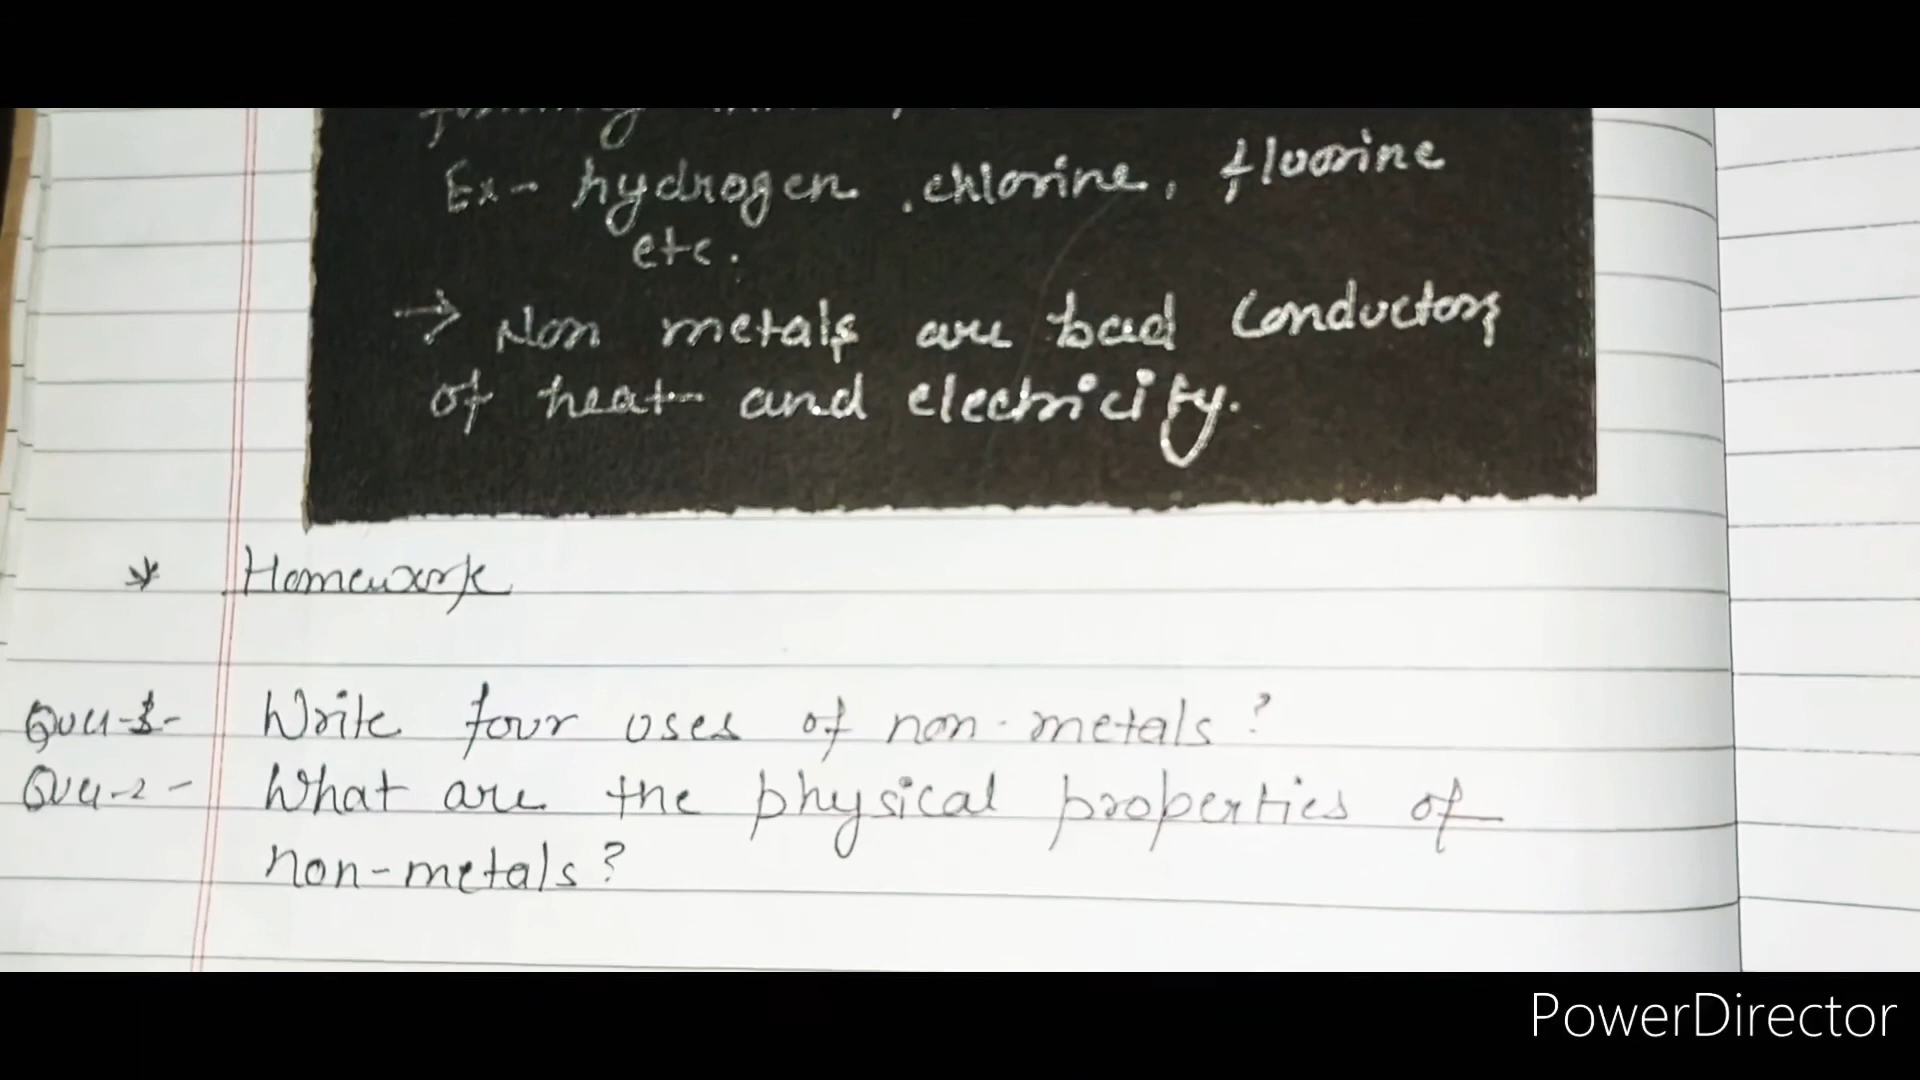 Ex- hydrogen, chlorine, fluorine
etc.
→ Non metals are bad Conductors
of heat and electricity.
* Homework
Que-1- Write four uses of non-metals?
Que-2- What are the physical properties of
non-metals?
PowerDirector